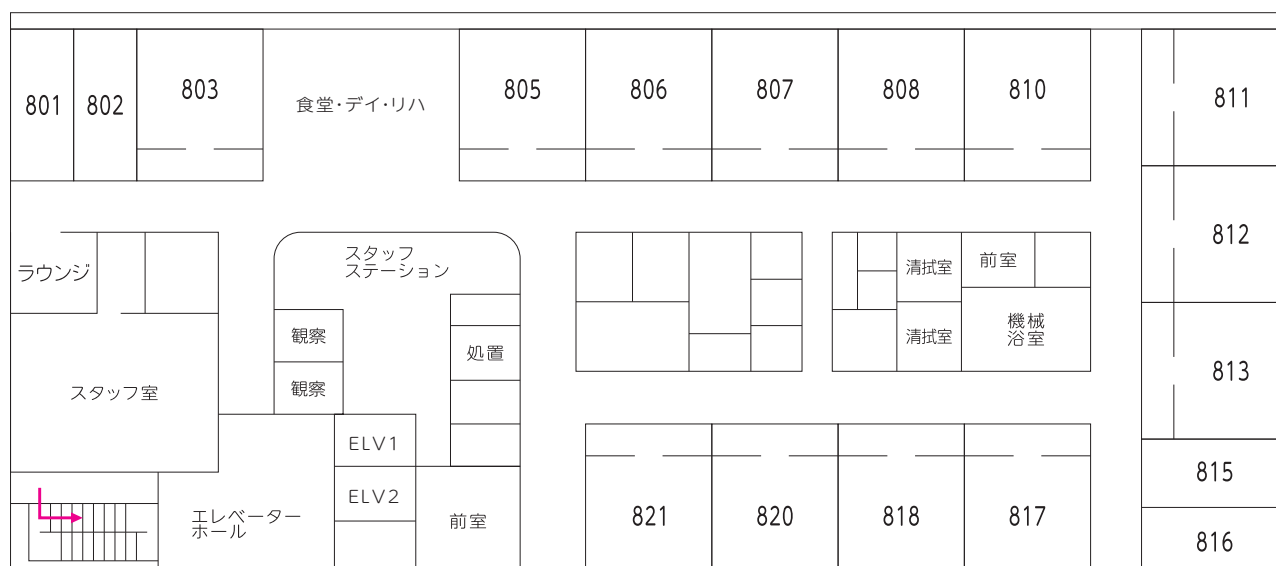 801
802
803
食堂・デイ・リハ
805
806
807
808
810
811
812
813
815
816
ラウンジ
スタッフ
ステーション
清拭室
前室
観察
処置
清拭室
機械
浴室
スタッフ室
観察
ELV1
ELV2
エレベーター
ホール
前室
821
820
818
817